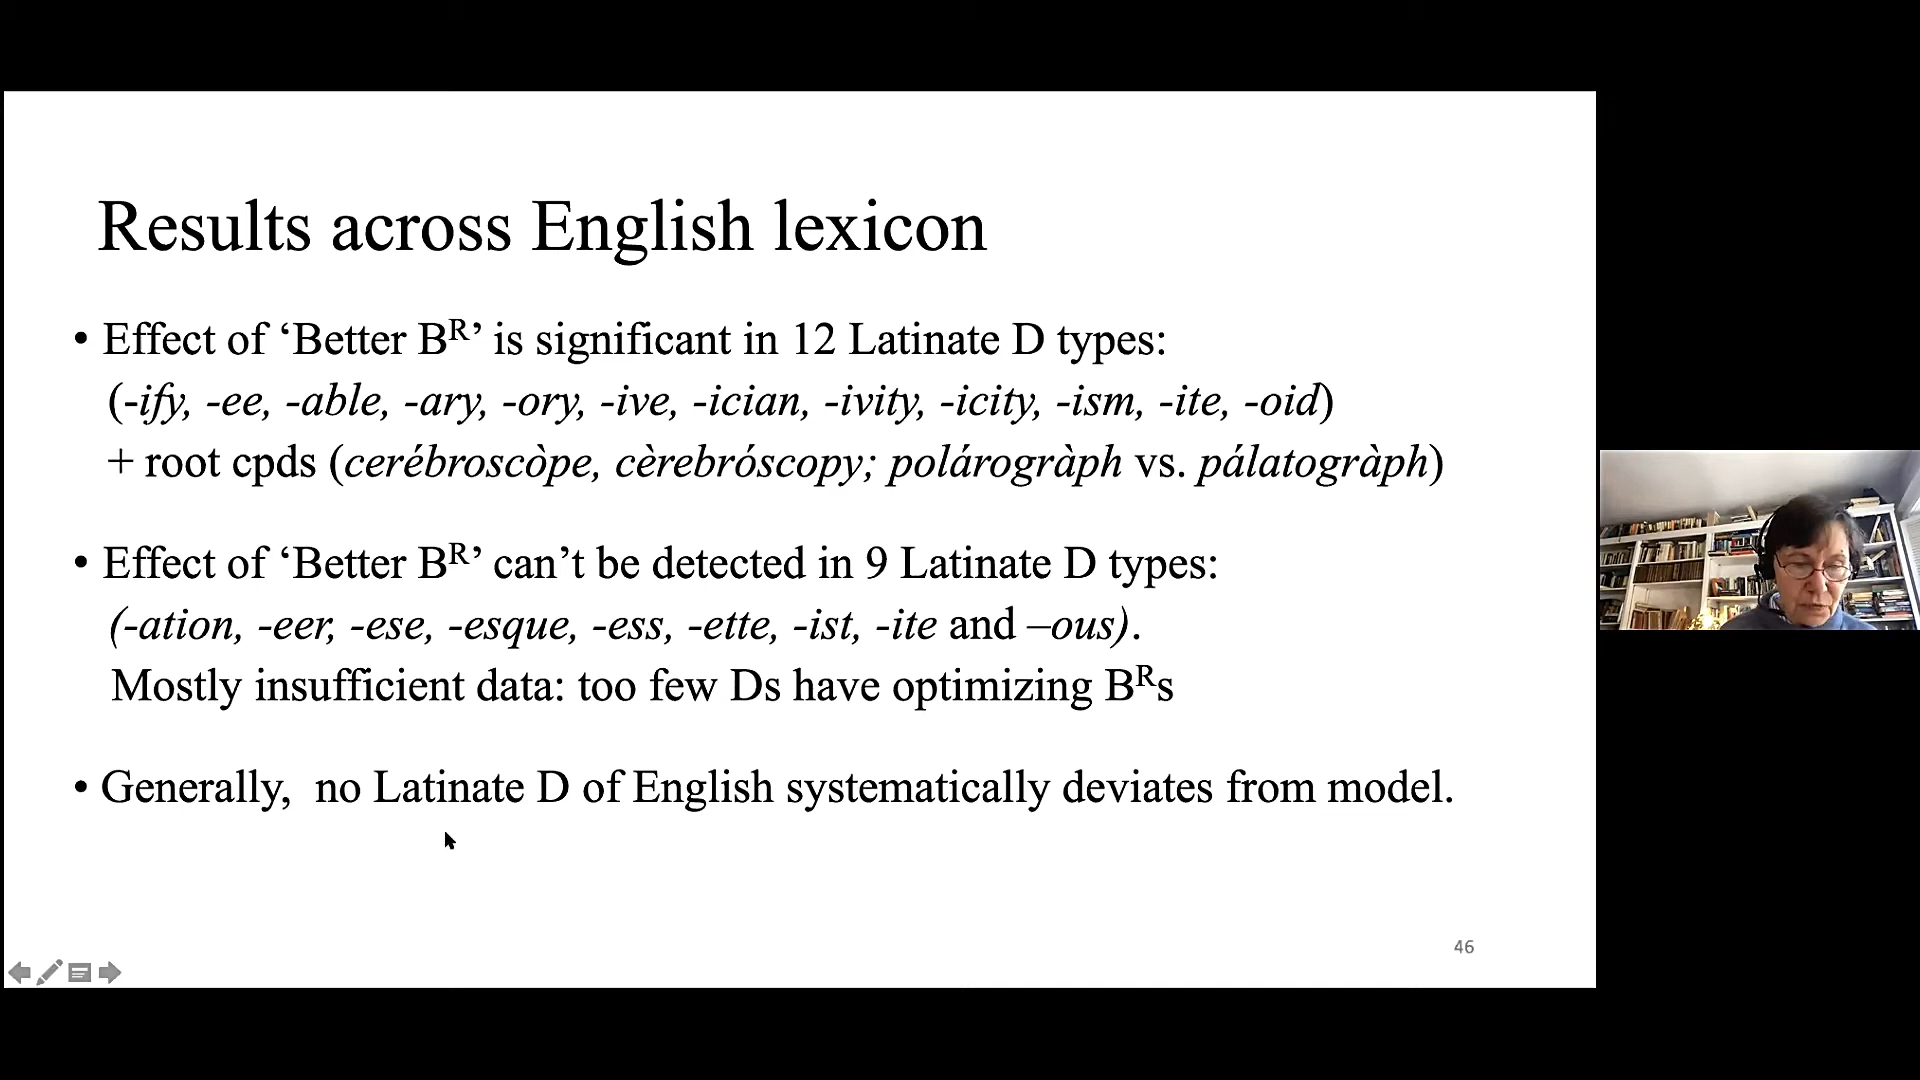 Results across English lexicon
• Effect of ‘Better Bᴿ’ is significant in 12 Latinate D types:
(-ify, -ee, -able, -ary, -ory, -ive, -ician, -ivity, -icity, -ism, -ite, -oid)
+ root cpds (cerébroscòpe, cèrebróscopy; polárogràph vs. pálatogràph)
• Effect of ‘Better Bᴿ’ can’t be detected in 9 Latinate D types:
(-ation, -eer, -ese, -esque, -ess, -ette, -ist, -ite and –ous).
Mostly insufficient data: too few Ds have optimizing Bᴿs
• Generally, no Latinate D of English systematically deviates from model.
46